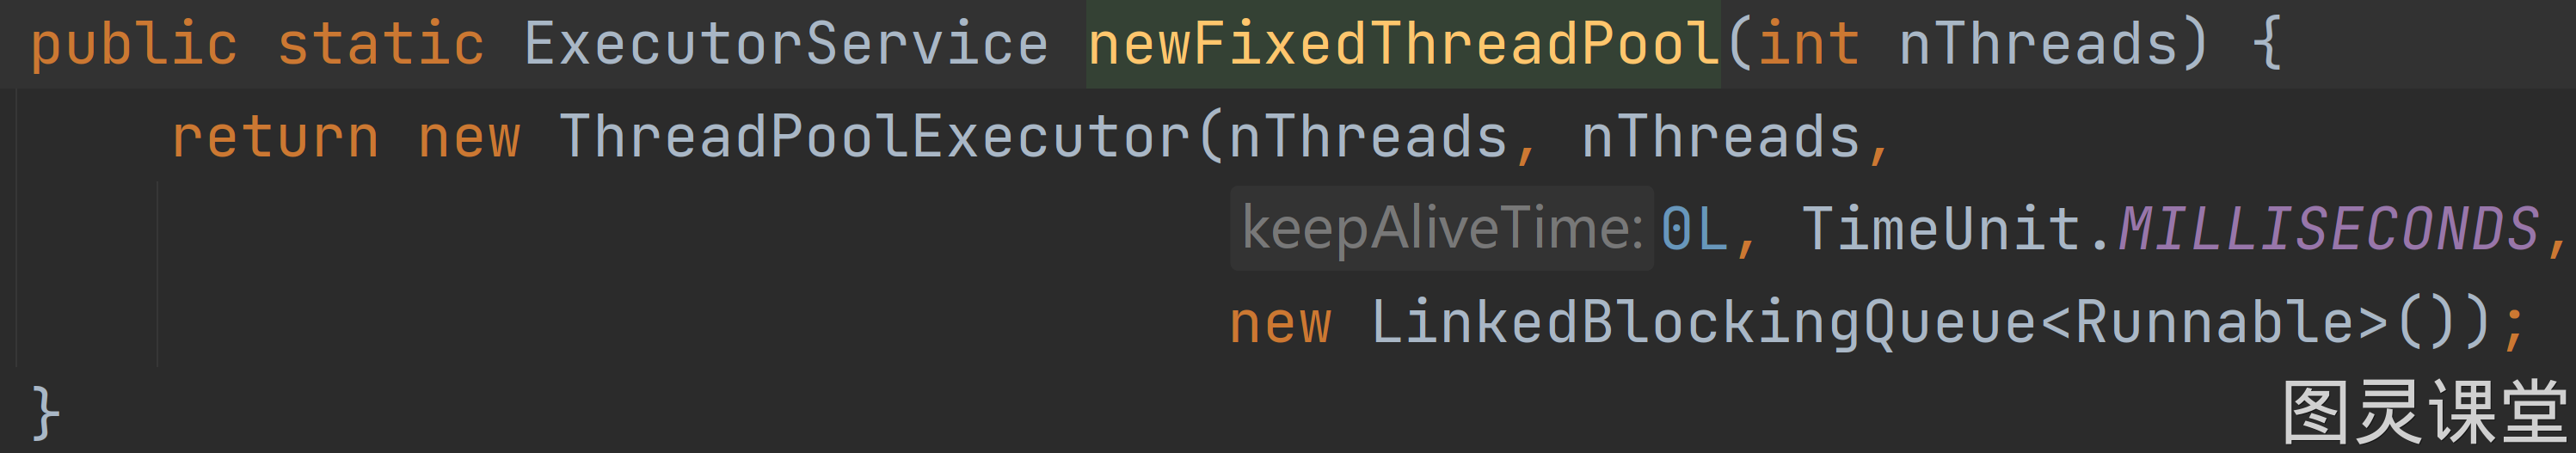 public static ExecutorService newFixedThreadPool(int nThreads) {
return new ThreadPoolExecutor(nThreads, nThreads,
keepAliveTime: 0L, TimeUnit.MILLISECONDS,
new LinkedBlockingQueue<Runnable>());
}
图灵课堂